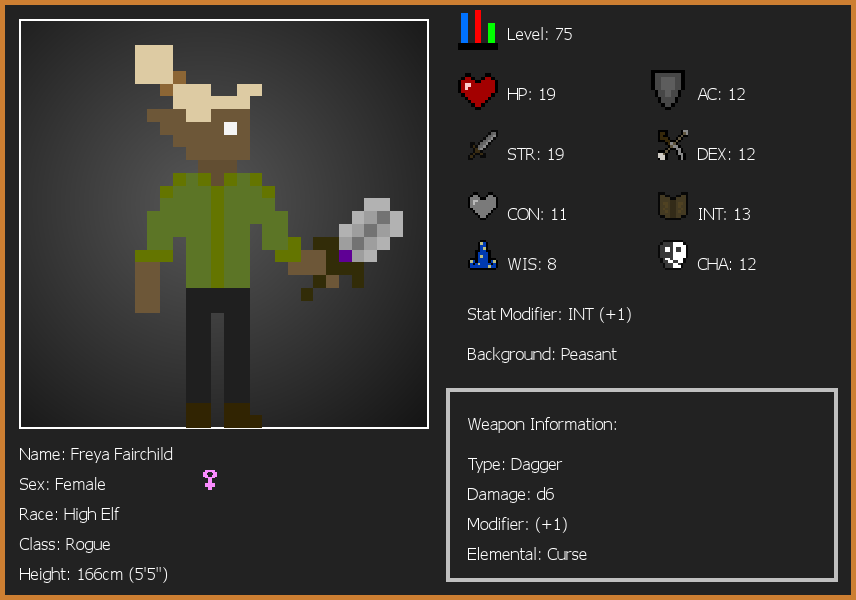 Level: 75
HP: 19
AC: 12
STR: 19
DEX: 12
CON: 11
INT: 13
WIS: 8
CHA: 12
Stat Modifier: INT (+1)
Background: Peasant
Weapon Information:
Type: Dagger
Damage: d6
Modifier: (+1)
Elemental: Curse
Name: Freya Fairchild
Sex: Female
Race: High Elf
Class: Rogue
Height: 166cm (5'5")